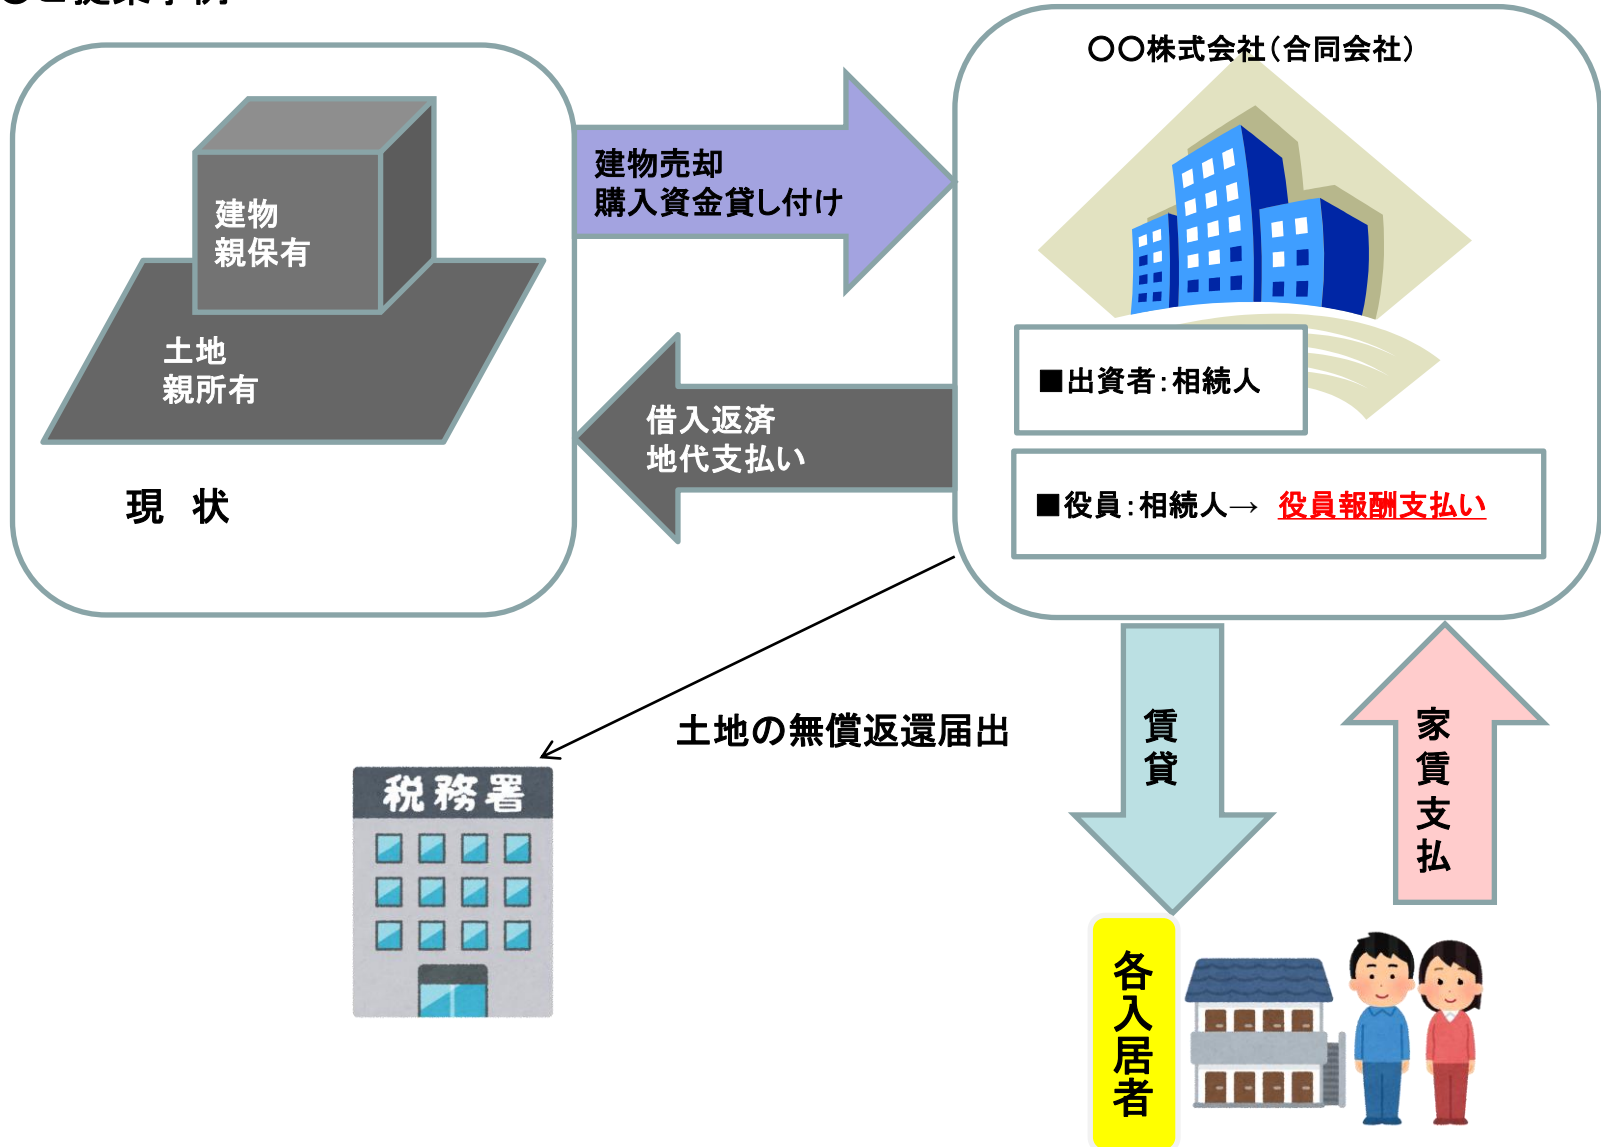 〇〇株式会社（合同会社）
建物
親保有
土地
親所有
現　状
建物売却
購入資金貸し付け
借入返済
地代支払い
■出資者：相続人
■役員：相続人→　役員報酬支払い
土地の無償返還届出
税務署
賃貸
家賃支払
各入居者